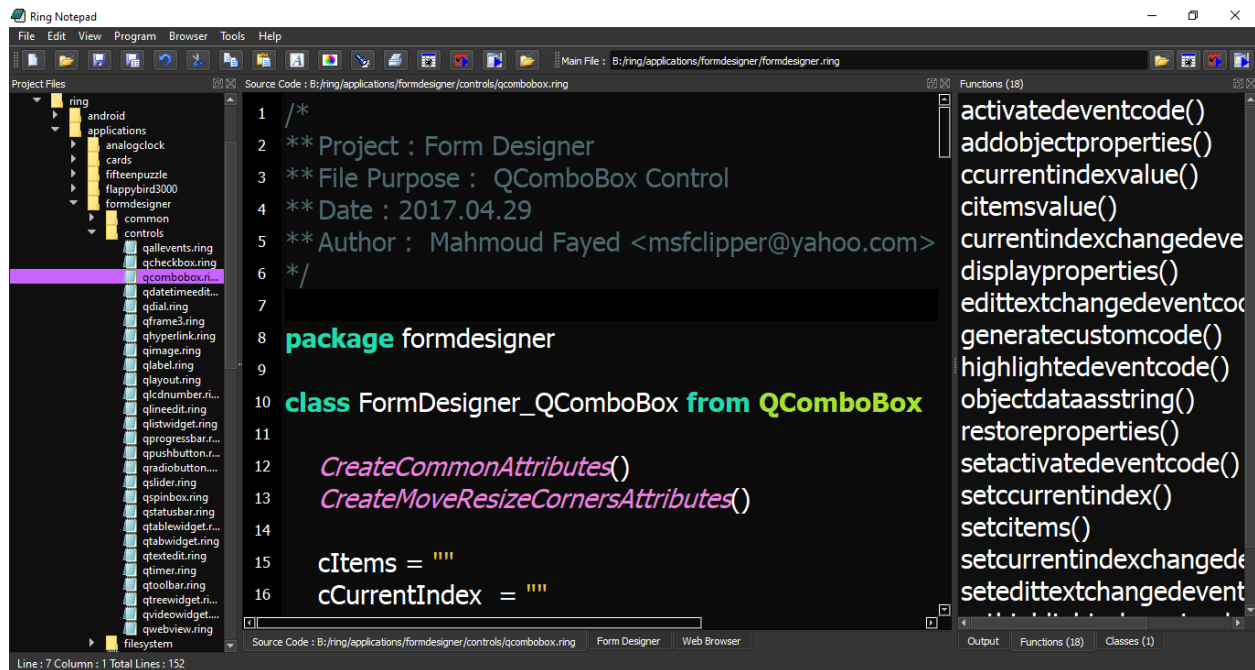 Ring Notepad
File Edit View Program Browser Tools Help
Main File : B:/ring/applications/formdesigner/formdesigner.ring
Project Files
ring
android
applications
analogclock
cards
fifteenpuzzle
flappybird3000
formdesigner
common
controls
qallevents.ring
qcheckbox.ring
qcombobox.ri...
qdatetimeedit...
qdial.ring
qframe3.ring
qhyperlink.ring
qimage.ring
qlabel.ring
qlayout.ring
qlcdnumber.ri...
qlineedit.ring
qlistwidget.ring
qprogressbar.r...
qpushbutton.r...
qradiobutton....
qslider.ring
qspinbox.ring
qstatusbar.ring
qtablewidget.r...
qtabwidget.ring
qtextedit.ring
qtimer.ring
qtoolbar.ring
qtreewidget.ri...
qvideowidget....
qwebview.ring
filesystem
Source Code : B:/ring/applications/formdesigner/controls/qcombobox.ring
1 /*
2 ** Project : Form Designer
3 ** File Purpose : QComboBox Control
4 ** Date : 2017.04.29
5 ** Author : Mahmoud Fayed <msfclipper@yahoo.com>
6 */
7
8 package formdesigner
9
10 class FormDesigner_QComboBox from QComboBox
11
12 CreateCommonAttributes()
13 CreateMoveResizeCornersAttributes()
14
15 cItems = ""
16 cCurrentIndex = ""
Source Code : B:/ring/applications/formdesigner/controls/qcombobox.ring Form Designer Web Browser
Functions (18)
activatedeventcode()
addobjectproperties()
ccurrentindexvalue()
citemsvalue()
currentindexchangedeve
displayproperties()
edittextchangedeventcod
generatecustomcode()
highlightedeventcode()
objectdataasstring()
restoreproperties()
setactivatedeventcode()
setccurrentindex()
setcitems()
setcurrentindexchangede
setedittextchangedevent
Output Functions (18) Classes (1)
Line : 7 Column : 1 Total Lines : 152